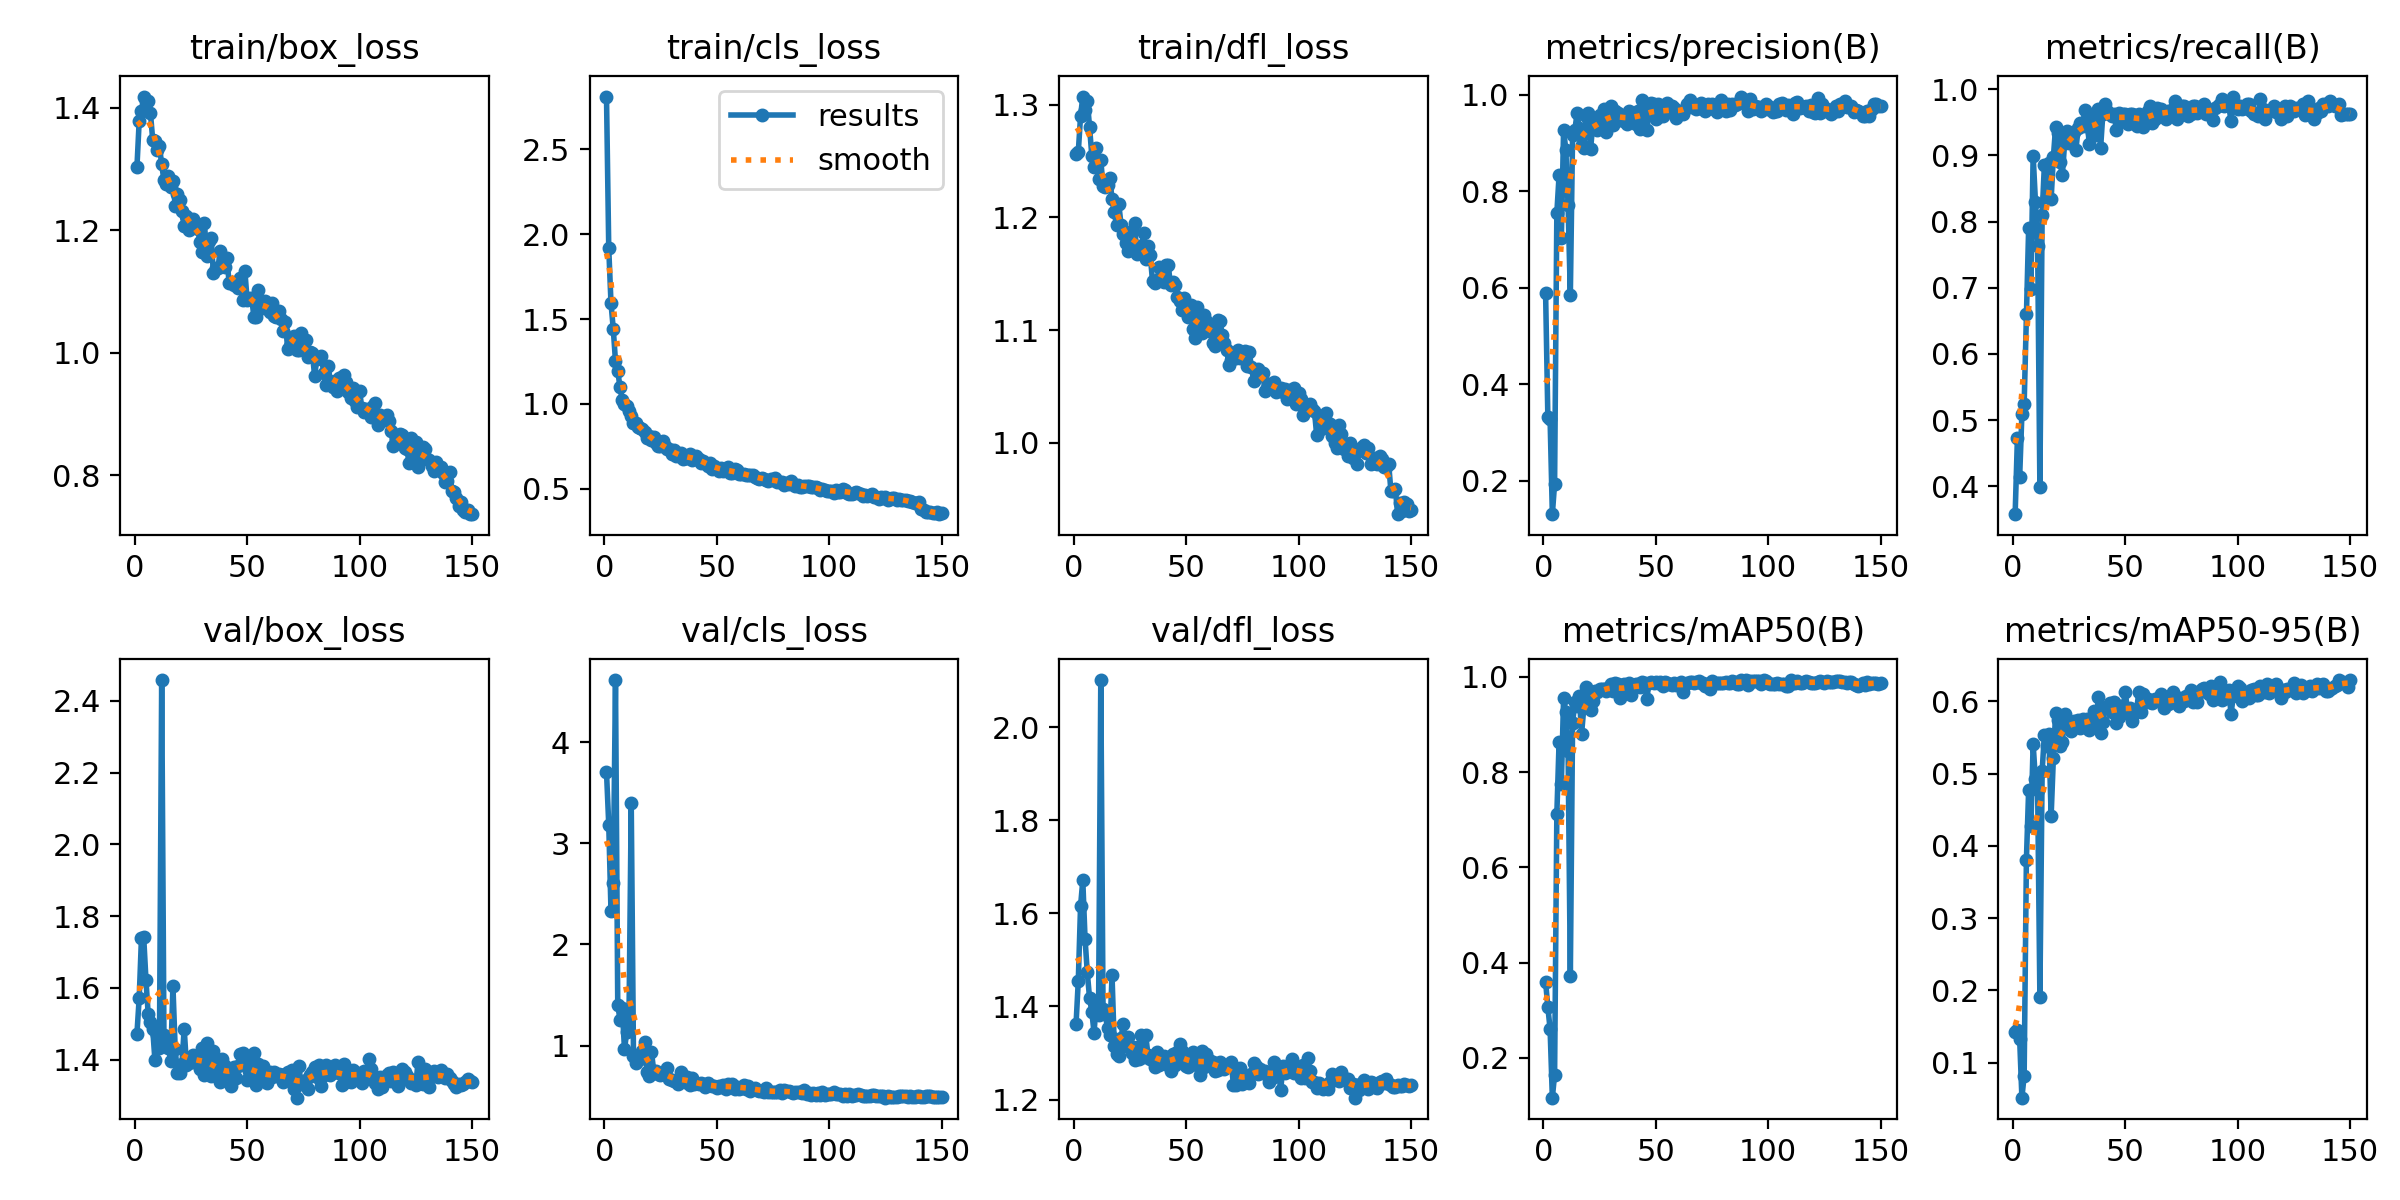 train/box_loss
1.4
1.2
1.0
0.8
0 50 100 150
train/cls_loss
results
smooth
2.5
2.0
1.5
1.0
0.5
0 50 100 150
train/dfl_loss
1.3
1.2
1.1
1.0
0 50 100 150
metrics/precision(B)
1.0
0.8
0.6
0.4
0.2
0 50 100 150
metrics/recall(B)
1.0
0.9
0.8
0.7
0.6
0.5
0.4
0 50 100 150
val/box_loss
2.4
2.2
2.0
1.8
1.6
1.4
0 50 100 150
val/cls_loss
4
3
2
1
0 50 100 150
val/dfl_loss
2.0
1.8
1.6
1.4
1.2
0 50 100 150
metrics/mAP50(B)
1.0
0.8
0.6
0.4
0.2
0 50 100 150
metrics/mAP50-95(B)
0.6
0.5
0.4
0.3
0.2
0.1
0 50 100 150